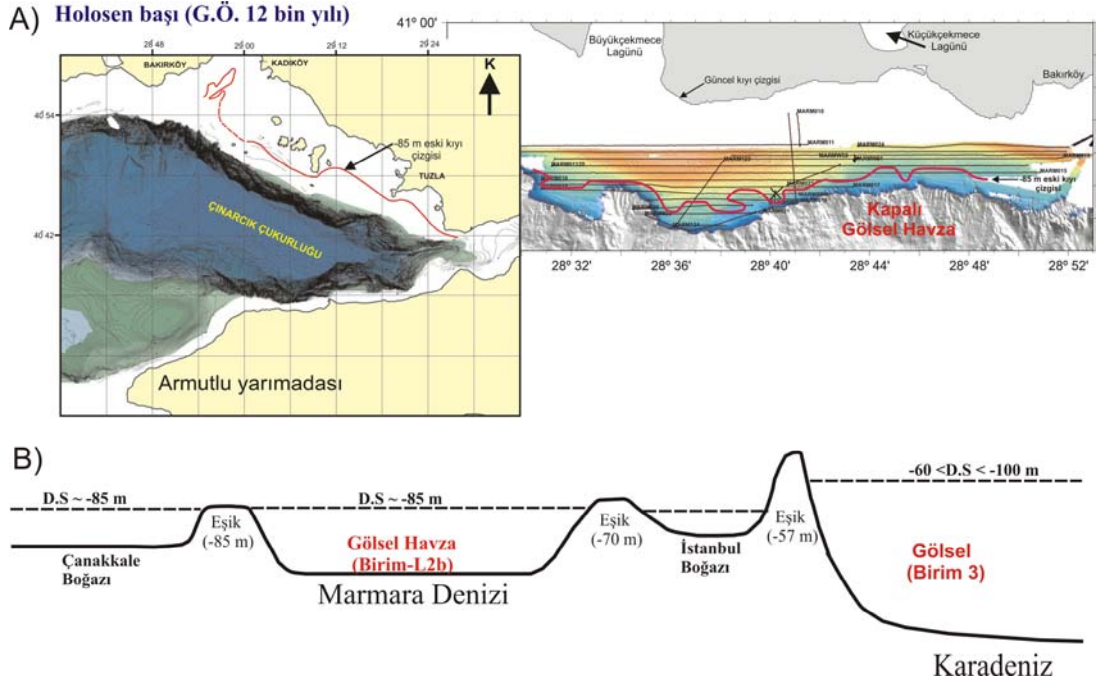 A)
Holosen başı (G.Ö. 12 bin yılı)
28 48
29 00
29 12
29 24
BAKIRKÖY
KADIKÖY
K
40 54
-85 m eski kıyı
çizgisi
TUZLA
ÇINARCIK ÇUKURLUĞU
40 42
Armutlu yarımadası
41° 00'
Büyükçekmece
Lagünü
Küçükçekmece
Lagünü
Güncel kıyı çizgisi
Bakırköy
-85 m eski kıyı
çizgisi
Kapalı
Gölsel Havza
28° 32'
28° 36'
28° 40'
28° 44'
28° 48'
28° 52'
B)
D.S ~ -85 m
D.S ~ -85 m
-60 <D.S < -100 m
Eşik
(-85 m)
Eşik
(-70 m)
Eşik
(-57 m)
Çanakkale
Boğazı
Gölsel Havza
(Birim-L2b)
İstanbul
Boğazı
Gölsel
(Birim 3)
Marmara Denizi
Karadeniz